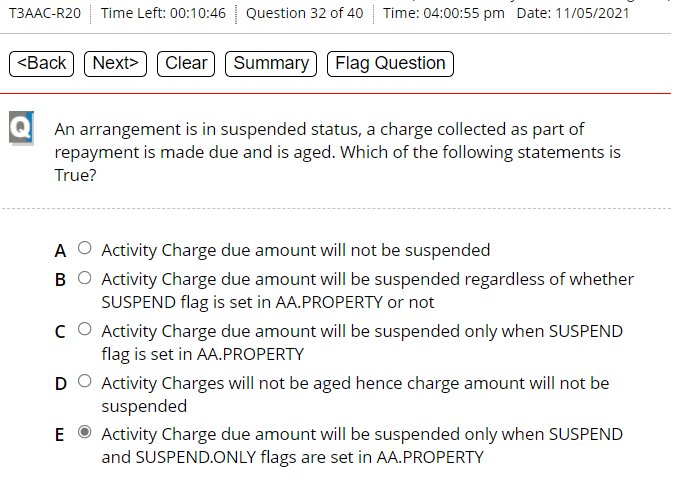 T3AAC-R20 Time Left: 00:10:46 Question 32 of 40 Time: 04:00:55 pm Date: 11/05/2021
<Back Next> Clear Summary Flag Question
Q An arrangement is in suspended status, a charge collected as part of
repayment is made due and is aged. Which of the following statements is
True?
A Activity Charge due amount will not be suspended
B Activity Charge due amount will be suspended regardless of whether
SUSPEND flag is set in AA.PROPERTY or not
C Activity Charge due amount will be suspended only when SUSPEND
flag is set in AA.PROPERTY
D Activity Charges will not be aged hence charge amount will not be
suspended
E Activity Charge due amount will be suspended only when SUSPEND
and SUSPEND.ONLY flags are set in AA.PROPERTY